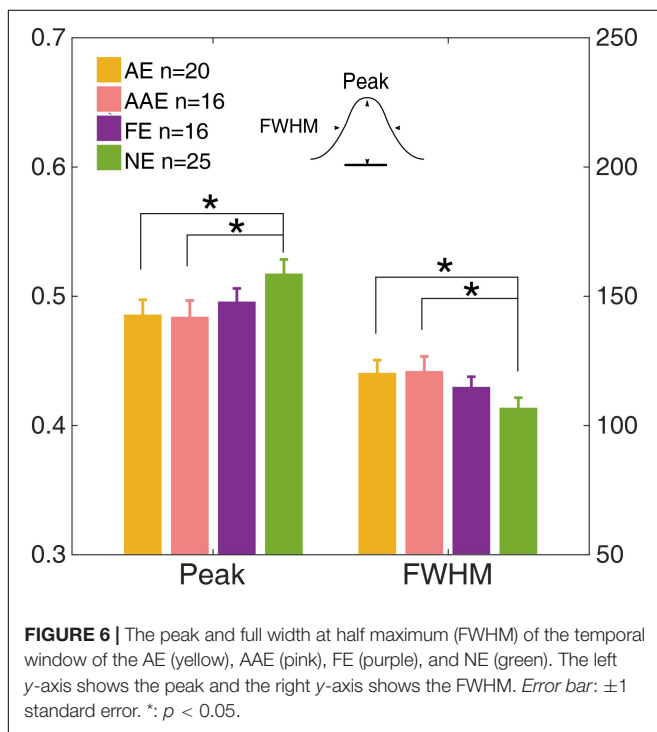 0.7
0.6
0.5
0.4
0.3
250
200
150
100
50
AE n=20
AAE n=16
FE n=16
NE n=25
Peak
FWHM
*
*
*
*
Peak
FWHM
FIGURE 6 | The peak and full width at half maximum (FWHM) of the temporal
window of the AE (yellow), AAE (pink), FE (purple), and NE (green). The left
y-axis shows the peak and the right y-axis shows the FWHM. Error bar: ±1
standard error. *: p < 0.05.